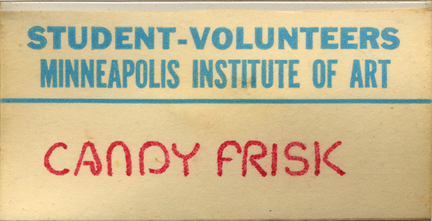 STUDENT-VOLUNTEERS
MINNEAPOLIS INSTITUTE OF ART
CANDY FRISK